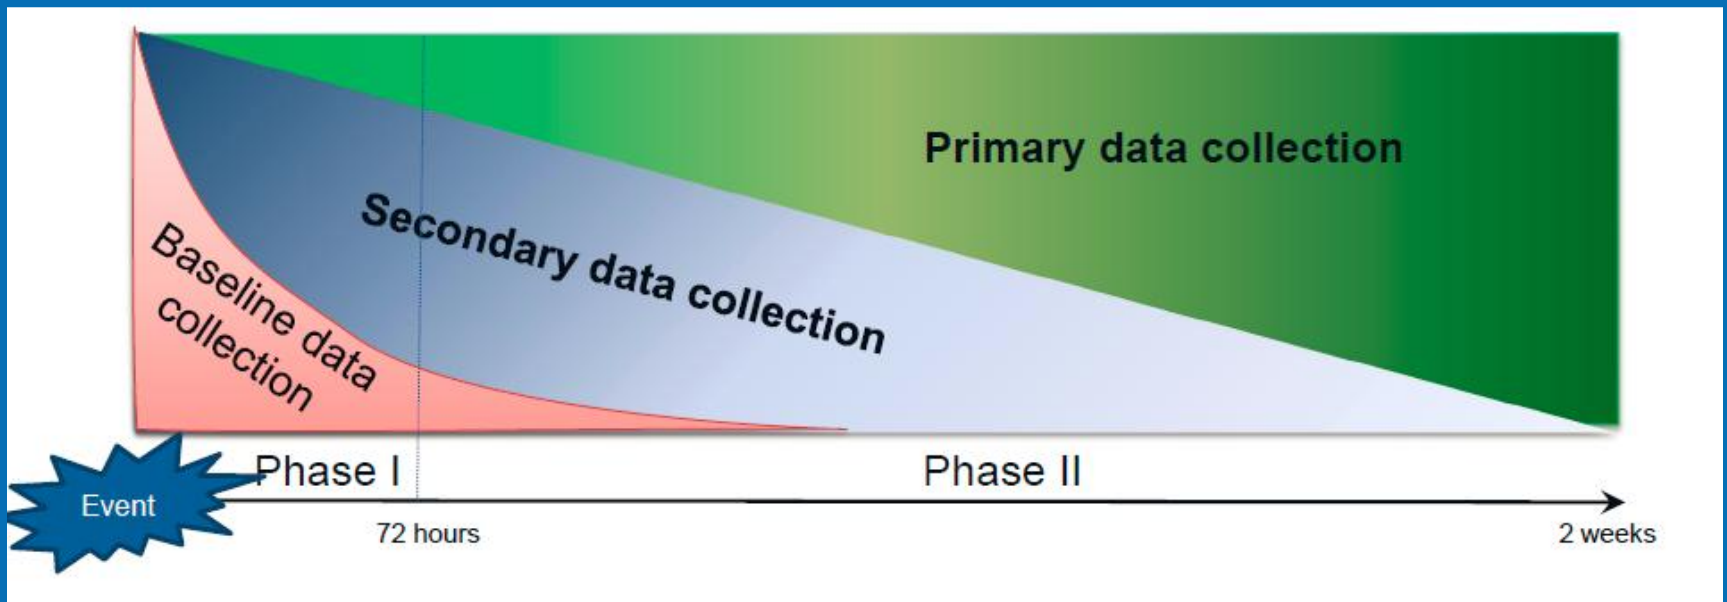 Primary data collection
Secondary data collection
Baseline data
collection
Phase I
Phase II
Event
72 hours
2 weeks